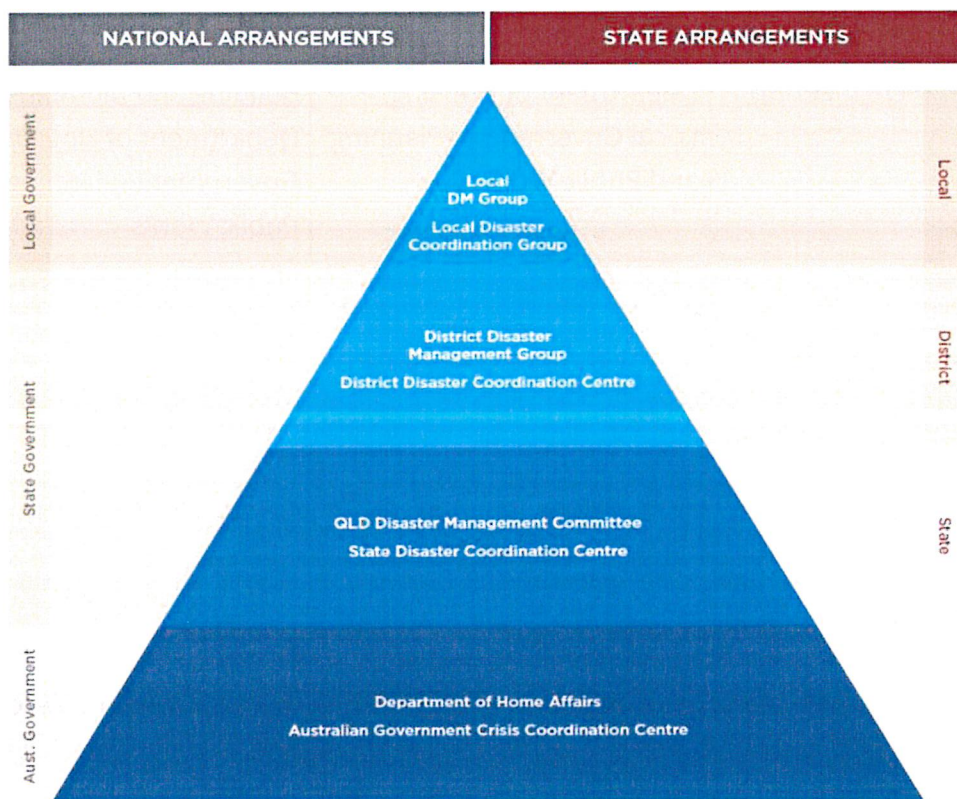 NATIONAL ARRANGEMENTS
STATE ARRANGEMENTS
Local Government
Local
DM Group
Local Disaster
Coordination Group
Local
State Government
District Disaster
Management Group
District Disaster Coordination Centre
District
QLD Disaster Management Committee
State Disaster Coordination Centre
State
Aust. Government
Department of Home Affairs
Australian Government Crisis Coordination Centre